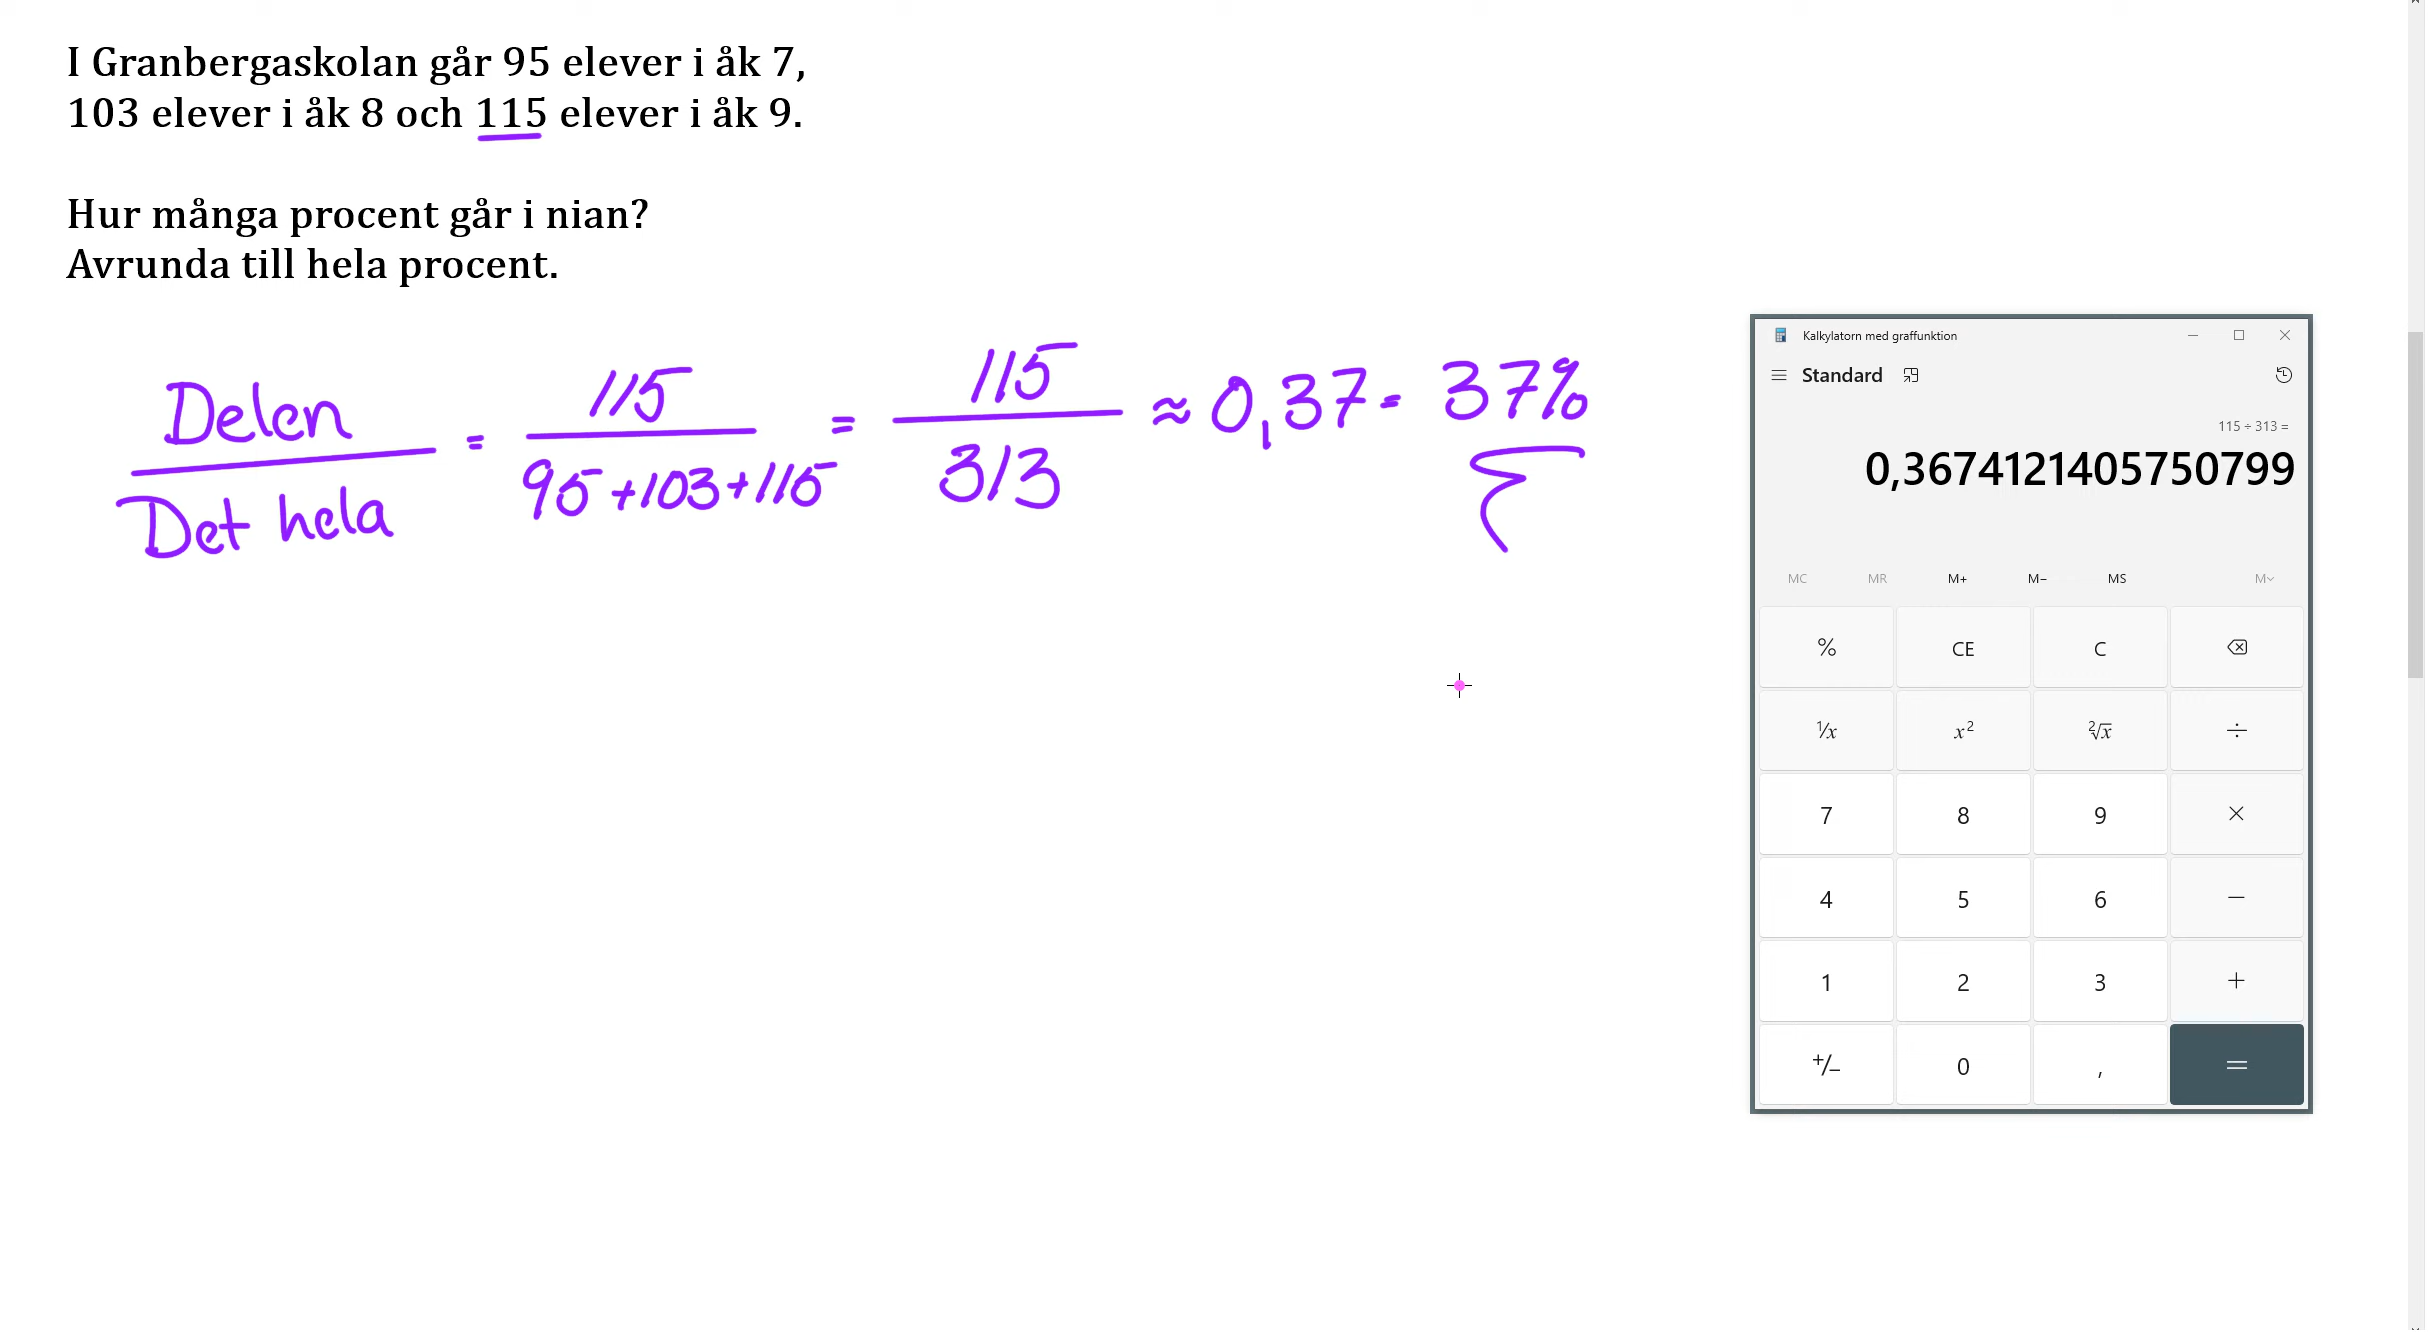 I Granbergaskolan går 95 elever i åk 7,
103 elever i åk 8 och 115 elever i åk 9.
Hur många procent går i nian?
Avrunda till hela procent.
Delen / Det hela = 115 / 95+103+115 = 115 / 313 ≈ 0,37 = 37%
Kalkylatorn med graffunktion
Standard
115 ÷ 313 =
0,3674121405750799
MC MR M+ M− MS M˅
% CE C ⌫
¹/x x² ²√x ÷
7 8 9 ×
4 5 6 −
1 2 3 +
+/− 0 , =